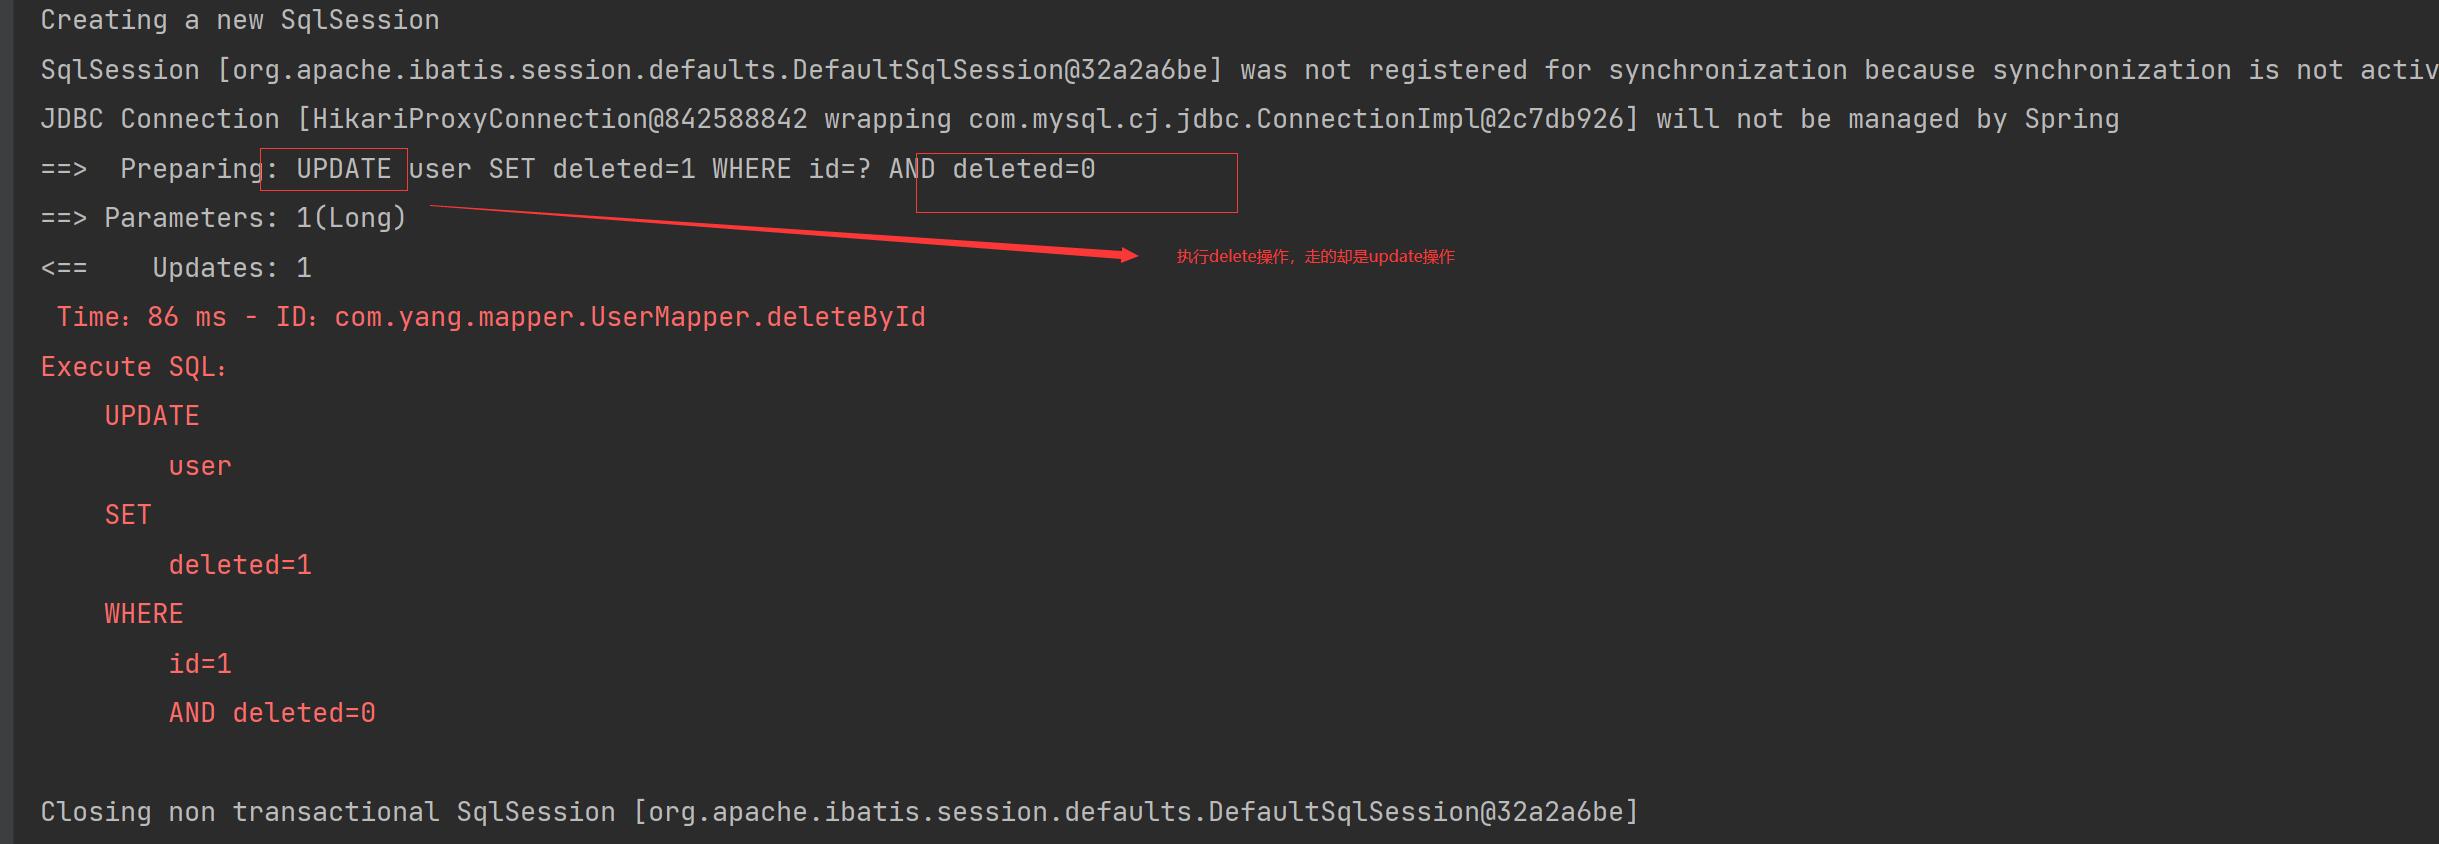 Creating a new SqlSession
SqlSession [org.apache.ibatis.session.defaults.DefaultSqlSession@32a2a6be] was not registered for synchronization because synchronization is not activ
JDBC Connection [HikariProxyConnection@842588842 wrapping com.mysql.cj.jdbc.ConnectionImpl@2c7db926] will not be managed by Spring
==>  Preparing: UPDATE user SET deleted=1 WHERE id=? AND deleted=0
==> Parameters: 1(Long)
<==    Updates: 1
执行delete操作，走的却是update操作
 Time：86 ms - ID：com.yang.mapper.UserMapper.deleteById
Execute SQL：
    UPDATE
        user
    SET
        deleted=1
    WHERE
        id=1
        AND deleted=0
Closing non transactional SqlSession [org.apache.ibatis.session.defaults.DefaultSqlSession@32a2a6be]